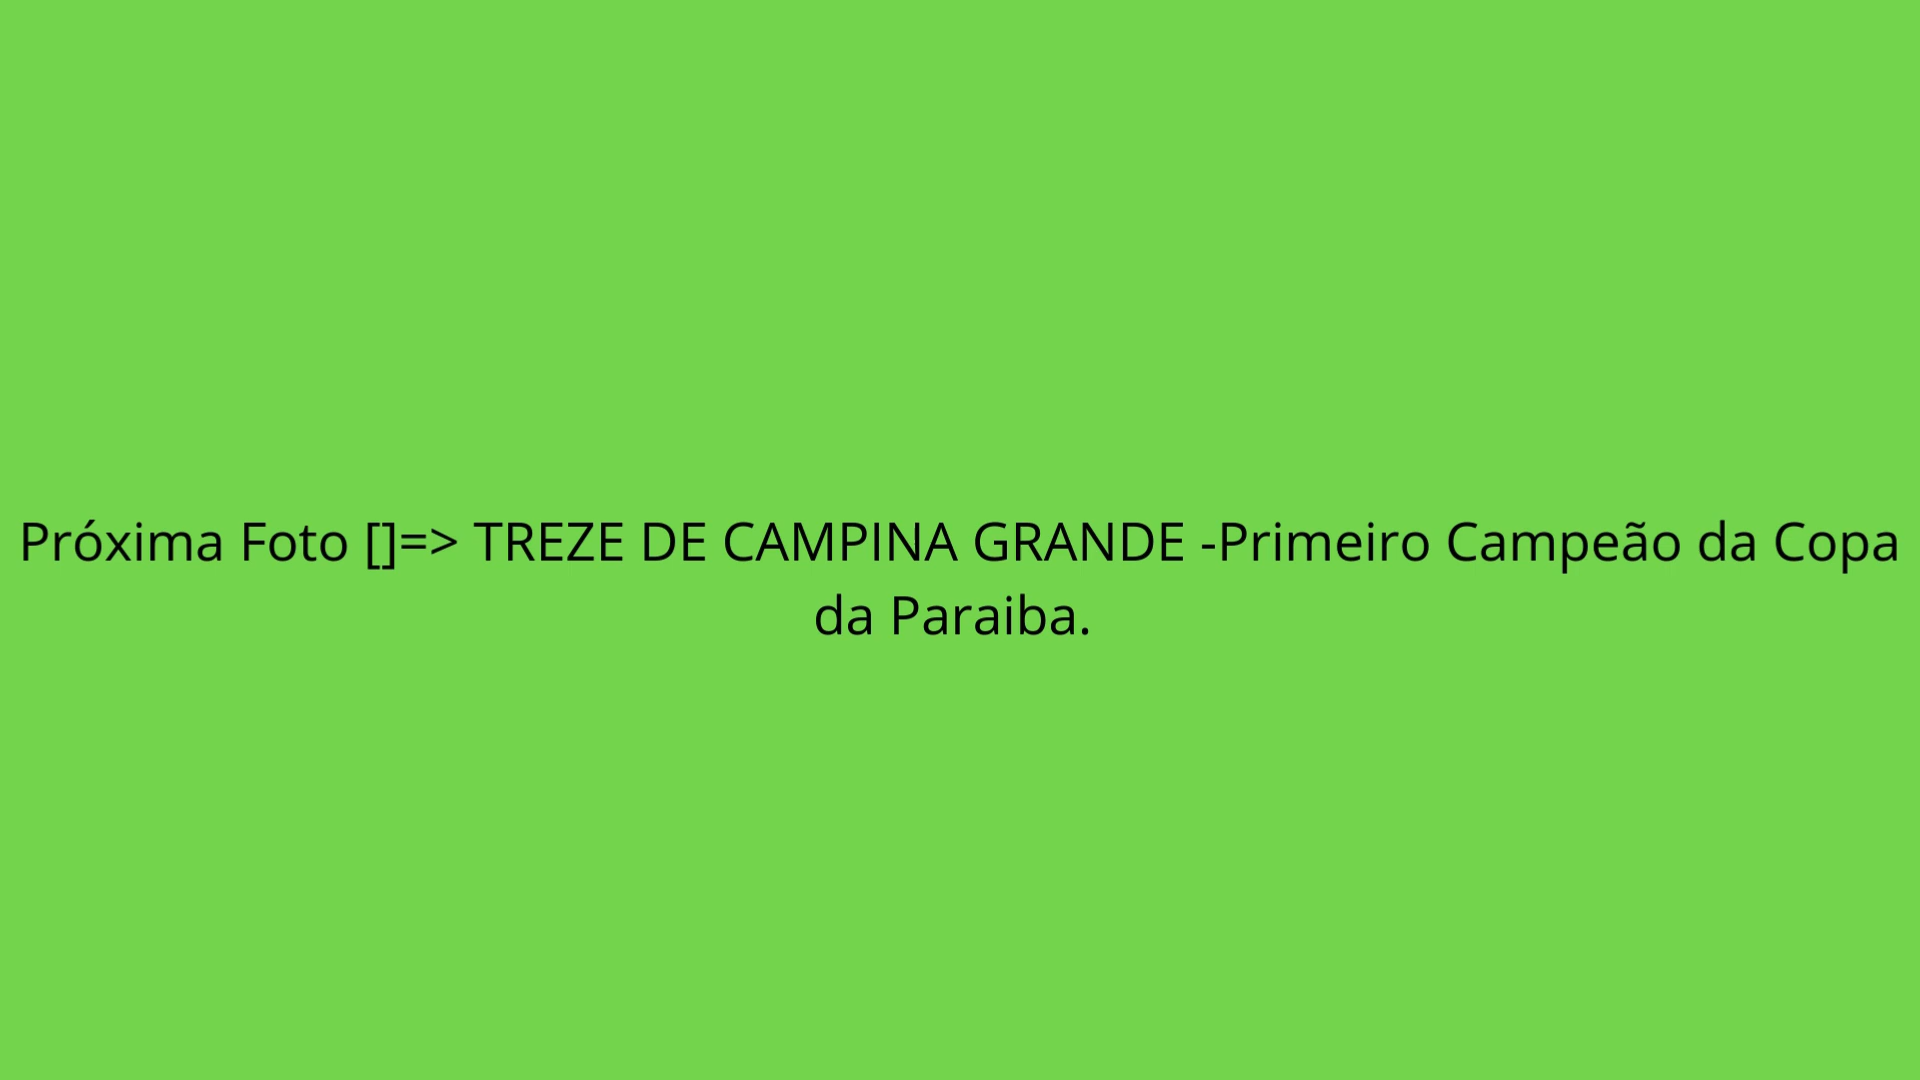 Próxima Foto []=> TREZE DE CAMPINA GRANDE -Primeiro Campeão da Copa
da Paraiba.